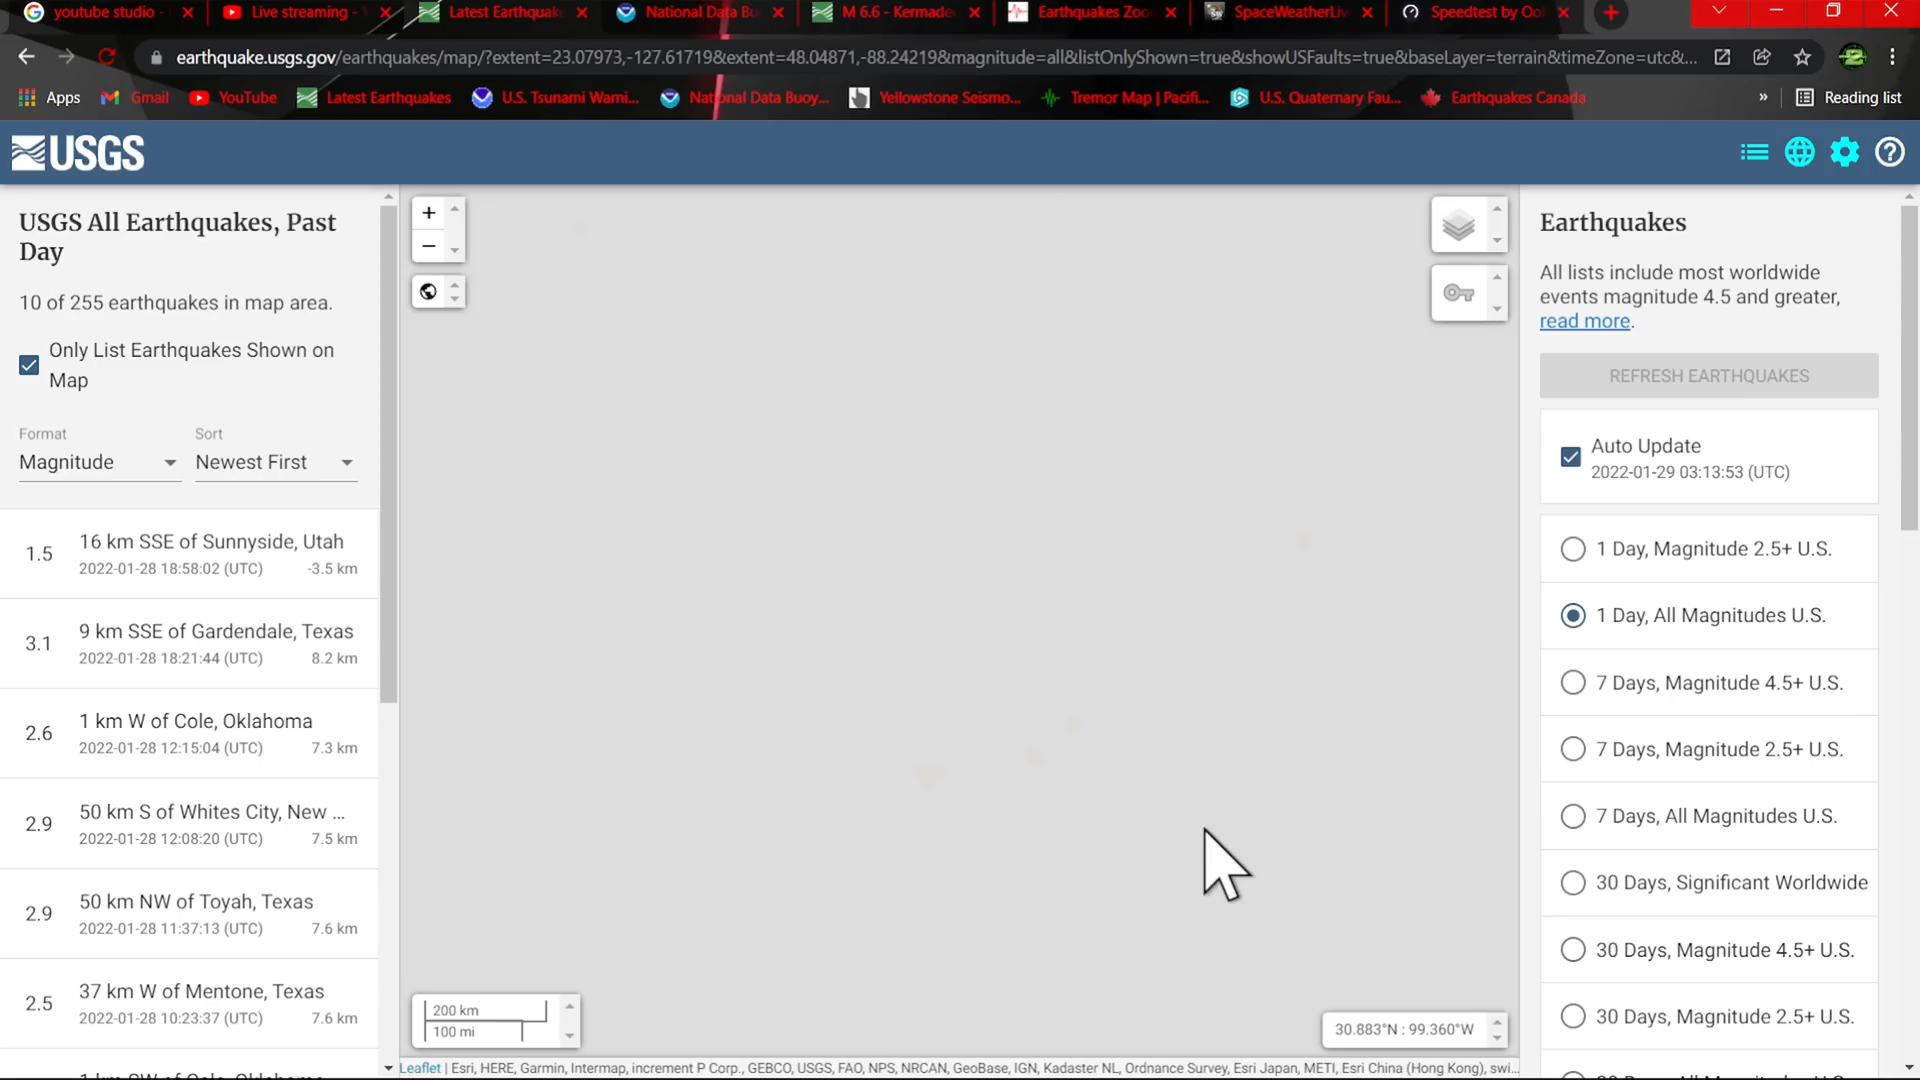 youtube studio -
Live streaming -
Latest Earthquak
National Data Bu
M 6.6 - Kermade
Earthquakes Zoo
SpaceWeatherLiv
Speedtest by Ook
earthquake.usgs.gov/earthquakes/map/?extent=23.07973,-127.61719&extent=48.04871,-88.24219&magnitude=all&listOnlyShown=true&showUSFaults=true&baseLayer=terrain&timeZone=utc&...
Apps
Gmail
YouTube
Latest Earthquakes
U.S. Tsunami Warni...
National Data Buoy...
Yellowstone Seismo...
Tremor Map | Pacifi...
U.S. Quaternary Fau...
Earthquakes Canada
»
Reading list
USGS
USGS All Earthquakes, Past
Day
10 of 255 earthquakes in map area.
Only List Earthquakes Shown on
Map
Format
Magnitude
Sort
Newest First
1.5
16 km SSE of Sunnyside, Utah
2022-01-28 18:58:02 (UTC) -3.5 km
3.1
9 km SSE of Gardendale, Texas
2022-01-28 18:21:44 (UTC) 8.2 km
2.6
1 km W of Cole, Oklahoma
2022-01-28 12:15:04 (UTC) 7.3 km
2.9
50 km S of Whites City, New ...
2022-01-28 12:08:20 (UTC) 7.5 km
2.9
50 km NW of Toyah, Texas
2022-01-28 11:37:13 (UTC) 7.6 km
2.5
37 km W of Mentone, Texas
2022-01-28 10:23:37 (UTC) 7.6 km
1 km SW of Cole, Oklahoma
+
−
200 km
100 mi
30.883°N : 99.360°W
Leaflet | Esri, HERE, Garmin, Intermap, increment P Corp., GEBCO, USGS, FAO, NPS, NRCAN, GeoBase, IGN, Kadaster NL, Ordnance Survey, Esri Japan, METI, Esri China (Hong Kong), swi...
Earthquakes
All lists include most worldwide
events magnitude 4.5 and greater,
read more.
REFRESH EARTHQUAKES
Auto Update
2022-01-29 03:13:53 (UTC)
1 Day, Magnitude 2.5+ U.S.
1 Day, All Magnitudes U.S.
7 Days, Magnitude 4.5+ U.S.
7 Days, Magnitude 2.5+ U.S.
7 Days, All Magnitudes U.S.
30 Days, Significant Worldwide
30 Days, Magnitude 4.5+ U.S.
30 Days, Magnitude 2.5+ U.S.